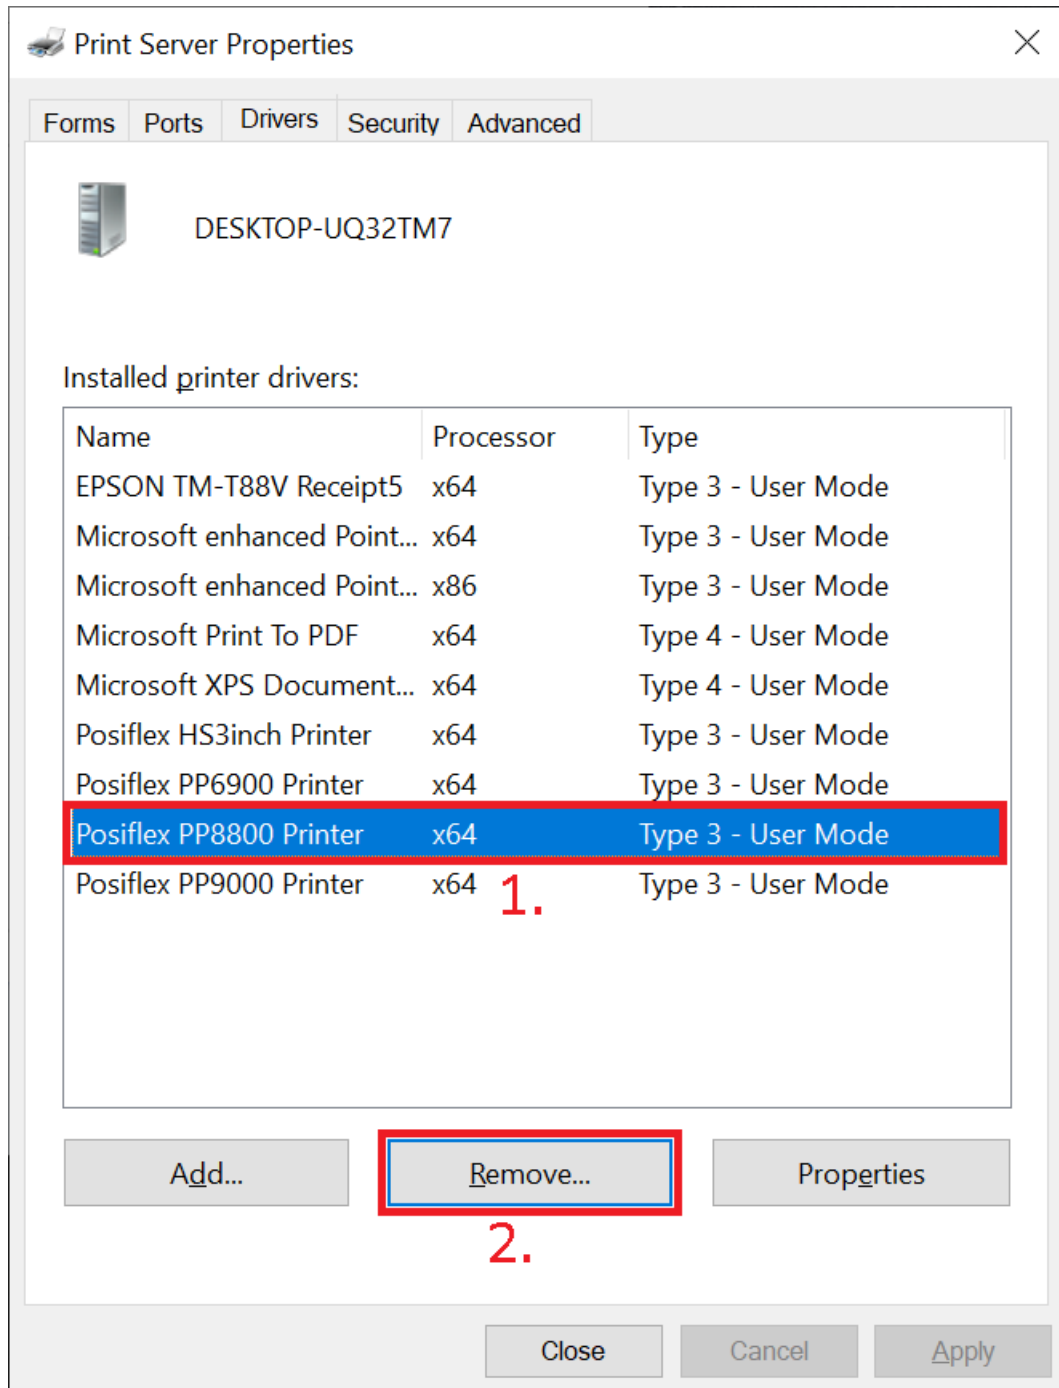 Print Server Properties
Forms Ports Drivers Security Advanced
DESKTOP-UQ32TM7
Installed printer drivers:
Name Processor Type
EPSON TM-T88V Receipt5 x64 Type 3 - User Mode
Microsoft enhanced Point... x64 Type 3 - User Mode
Microsoft enhanced Point... x86 Type 3 - User Mode
Microsoft Print To PDF x64 Type 4 - User Mode
Microsoft XPS Document... x64 Type 4 - User Mode
Posiflex HS3inch Printer x64 Type 3 - User Mode
Posiflex PP6900 Printer x64 Type 3 - User Mode
Posiflex PP8800 Printer x64 Type 3 - User Mode
Posiflex PP9000 Printer x64 Type 3 - User Mode
1.
Add... Remove... Properties
2.
Close Cancel Apply